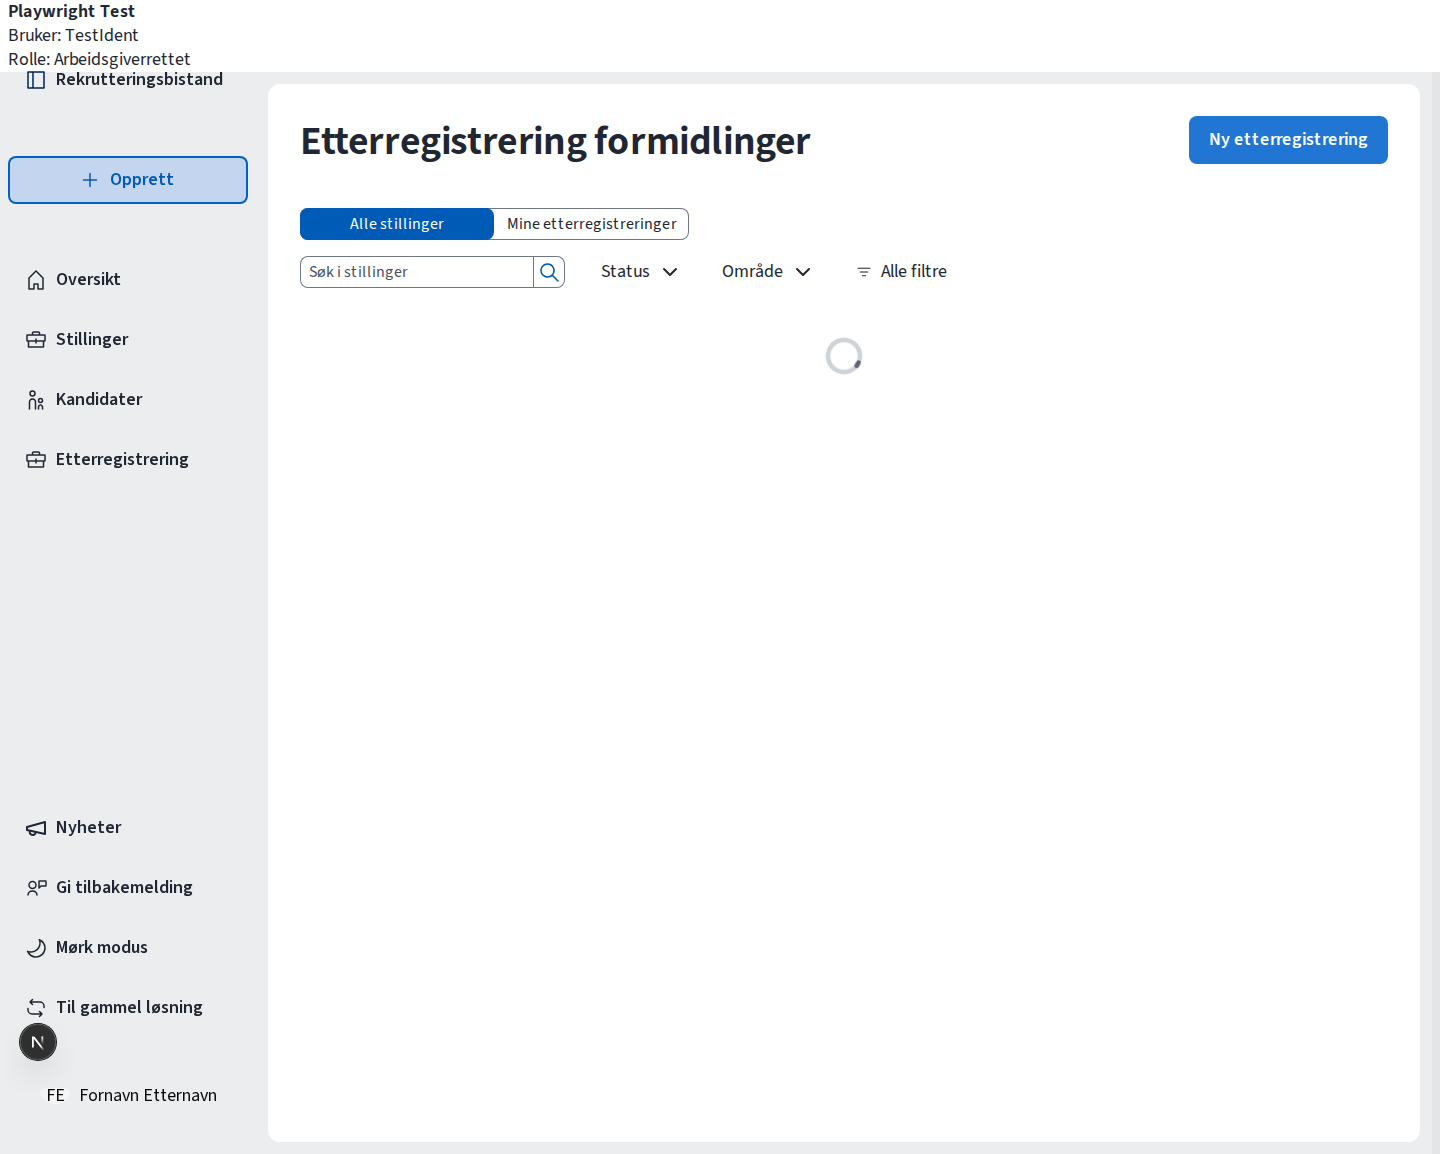 Playwright Test
Bruker: TestIdent
Rolle: Arbeidsgiverrettet
Rekrutteringsbistand
Opprett
Oversikt
Stillinger
Kandidater
Etterregistrering
Nyheter
Gi tilbakemelding
Mørk modus
Til gammel løsning
N
FE Fornavn Etternavn
Etterregistrering formidlinger
Ny etterregistrering
Alle stillinger Mine etterregistreringer
Søk i stillinger Status Område Alle filtre